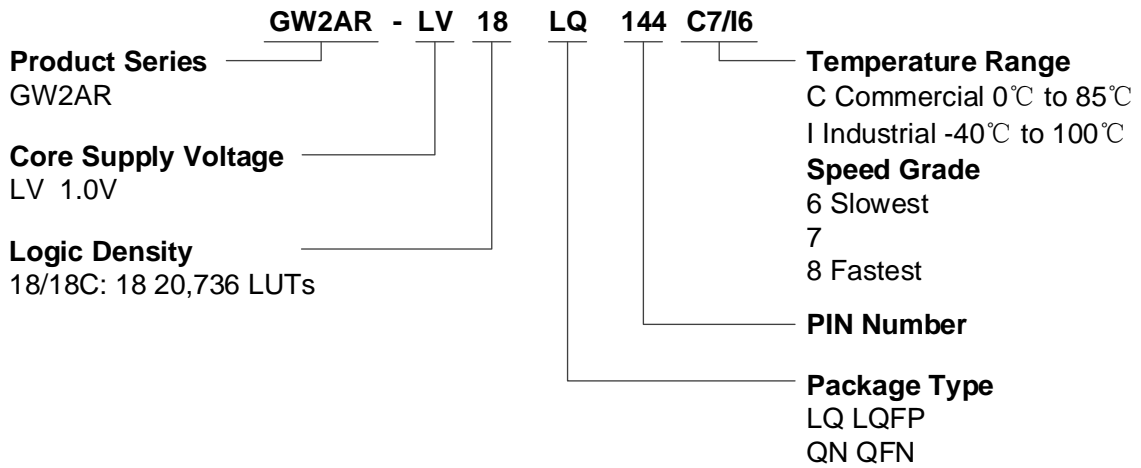 GW2AR - LV 18 LQ 144 C7/I6
Product Series
GW2AR
Core Supply Voltage
LV 1.0V
Logic Density
18/18C: 18 20,736 LUTs
Temperature Range
C Commercial 0℃ to 85℃
I Industrial -40℃ to 100℃
Speed Grade
6 Slowest
7
8 Fastest
PIN Number
Package Type
LQ LQFP
QN QFN